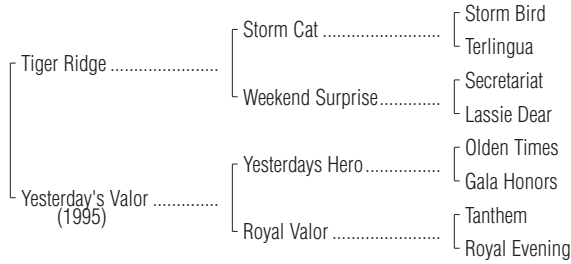 Storm Bird
Storm Cat ........................
Terlingua
Tiger Ridge ......................
Secretariat
Weekend Surprise.............
Lassie Dear
Olden Times
Yesterdays Hero ................
Gala Honors
Yesterday's Valor ..............
(1995)
Tanthem
Royal Valor .......................
Royal Evening